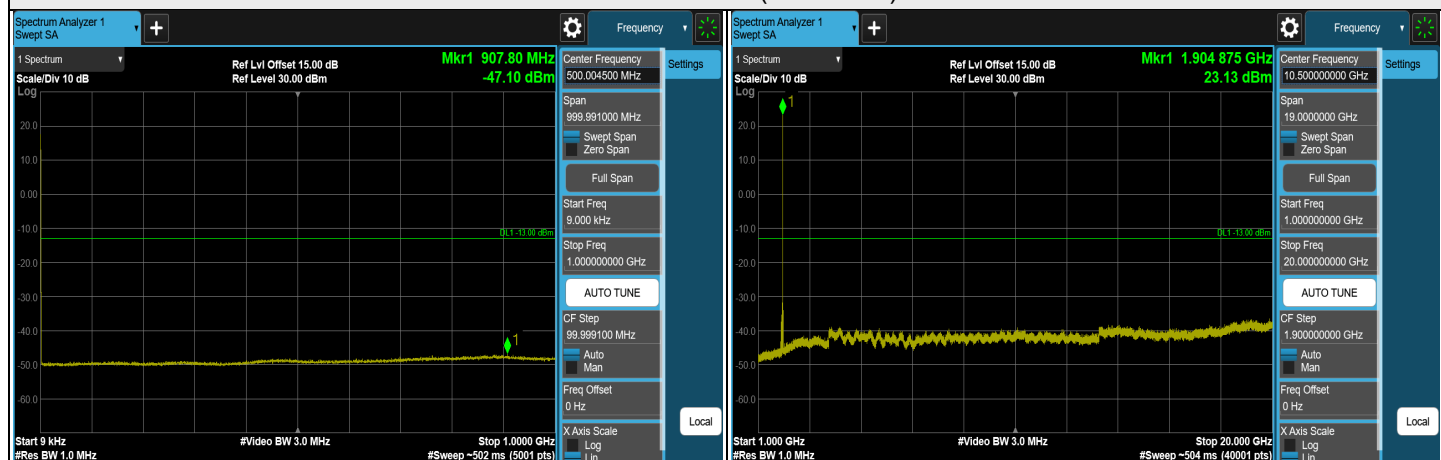 Spectrum Analyzer 1
Swept SA
+
Frequency
1 Spectrum
Scale/Div 10 dB
Ref Lvl Offset 15.00 dB
Ref Level 30.00 dBm
Mkr1 907.80 MHz
-47.10 dBm
Log
20.0
10.0
0.00
-10.0
-20.0
-30.0
-40.0
-50.0
-60.0
DL1 -13.00 dBm
1
Start 9 kHz
#Res BW 1.0 MHz
#Video BW 3.0 MHz
Stop 1.0000 GHz
#Sweep ~502 ms (5001 pts)
Center Frequency
500.004500 MHz
Settings
Span
999.991000 MHz
Swept Span
Zero Span
Full Span
Start Freq
9.000 kHz
Stop Freq
1.000000000 GHz
AUTO TUNE
CF Step
99.999100 MHz
Auto
Man
Freq Offset
0 Hz
X Axis Scale
Log
Lin
Local
Spectrum Analyzer 1
Swept SA
+
Frequency
1 Spectrum
Scale/Div 10 dB
Ref Lvl Offset 15.00 dB
Ref Level 30.00 dBm
Mkr1 1.904 875 GHz
23.13 dBm
Log
20.0
10.0
0.00
-10.0
-20.0
-30.0
-40.0
-50.0
-60.0
DL1 -13.00 dBm
1
Start 1.000 GHz
#Res BW 1.0 MHz
#Video BW 3.0 MHz
Stop 20.000 GHz
#Sweep ~504 ms (40001 pts)
Center Frequency
10.500000000 GHz
Settings
Span
19.0000000 GHz
Swept Span
Zero Span
Full Span
Start Freq
1.000000000 GHz
Stop Freq
20.000000000 GHz
AUTO TUNE
CF Step
1.900000000 GHz
Auto
Man
Freq Offset
0 Hz
X Axis Scale
Log
Lin
Local